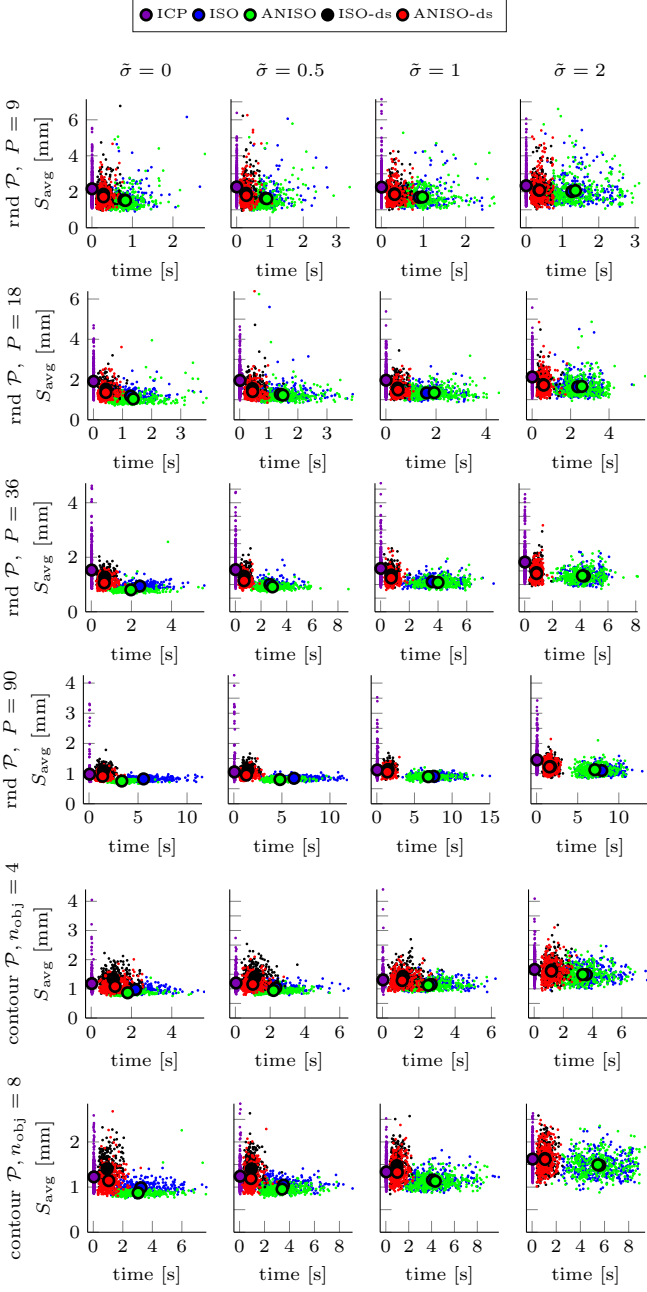 ICP ISO ANISO ISO-ds ANISO-ds
σ̃ = 0 σ̃ = 0.5 σ̃ = 1 σ̃ = 2
rnd 𝒫, P = 9
S_avg [mm]
6
4
2
0
0 1 2
0 1 2 3
0 1 2
0 1 2 3
time [s] time [s] time [s] time [s]
rnd 𝒫, P = 18
S_avg [mm]
6
4
2
0
0 1 2 3
0 1 2 3
0 2 4
0 2 4
time [s] time [s] time [s] time [s]
rnd 𝒫, P = 36
S_avg [mm]
4
2
0
0 2 4
0 2 4 6 8
0 2 4 6 8
0 2 4 6 8
time [s] time [s] time [s] time [s]
rnd 𝒫, P = 90
S_avg [mm]
4
3
2
1
0
0 5 10
0 5 10
0 5 10 15
0 5 10
time [s] time [s] time [s] time [s]
contour 𝒫, n_obj = 4
S_avg [mm]
4
3
2
1
0
0 2 4
0 2 4 6
0 2 4 6
0 2 4 6
time [s] time [s] time [s] time [s]
contour 𝒫, n_obj = 8
S_avg [mm]
2
1
0
0 2 4 6
0 2 4 6 8
0 2 4 6 8
0 2 4 6 8
time [s] time [s] time [s] time [s]